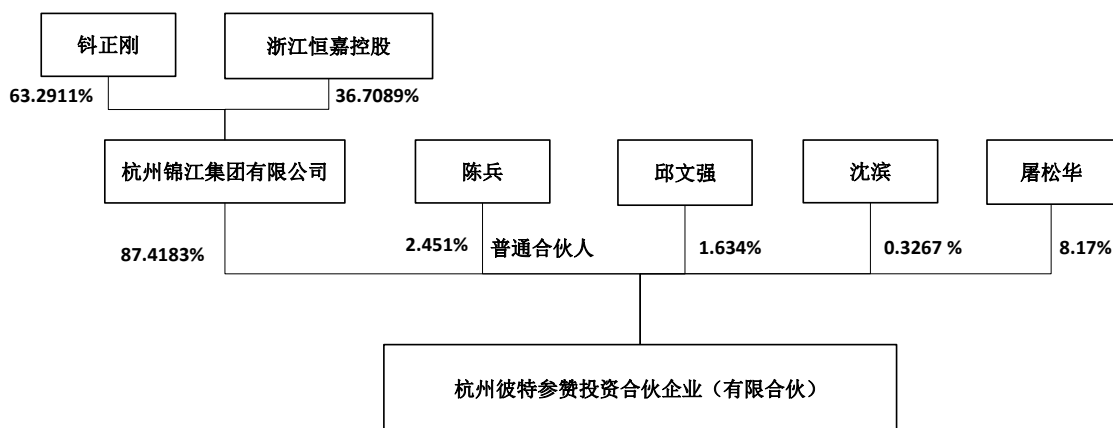 钭正刚
浙江恒嘉控股
63.2911%
36.7089%
杭州锦江集团有限公司
陈兵
邱文强
沈滨
屠松华
87.4183%
2.451%
普通合伙人
1.634%
0.3267 %
8.17%
杭州彼特参赞投资合伙企业（有限合伙）